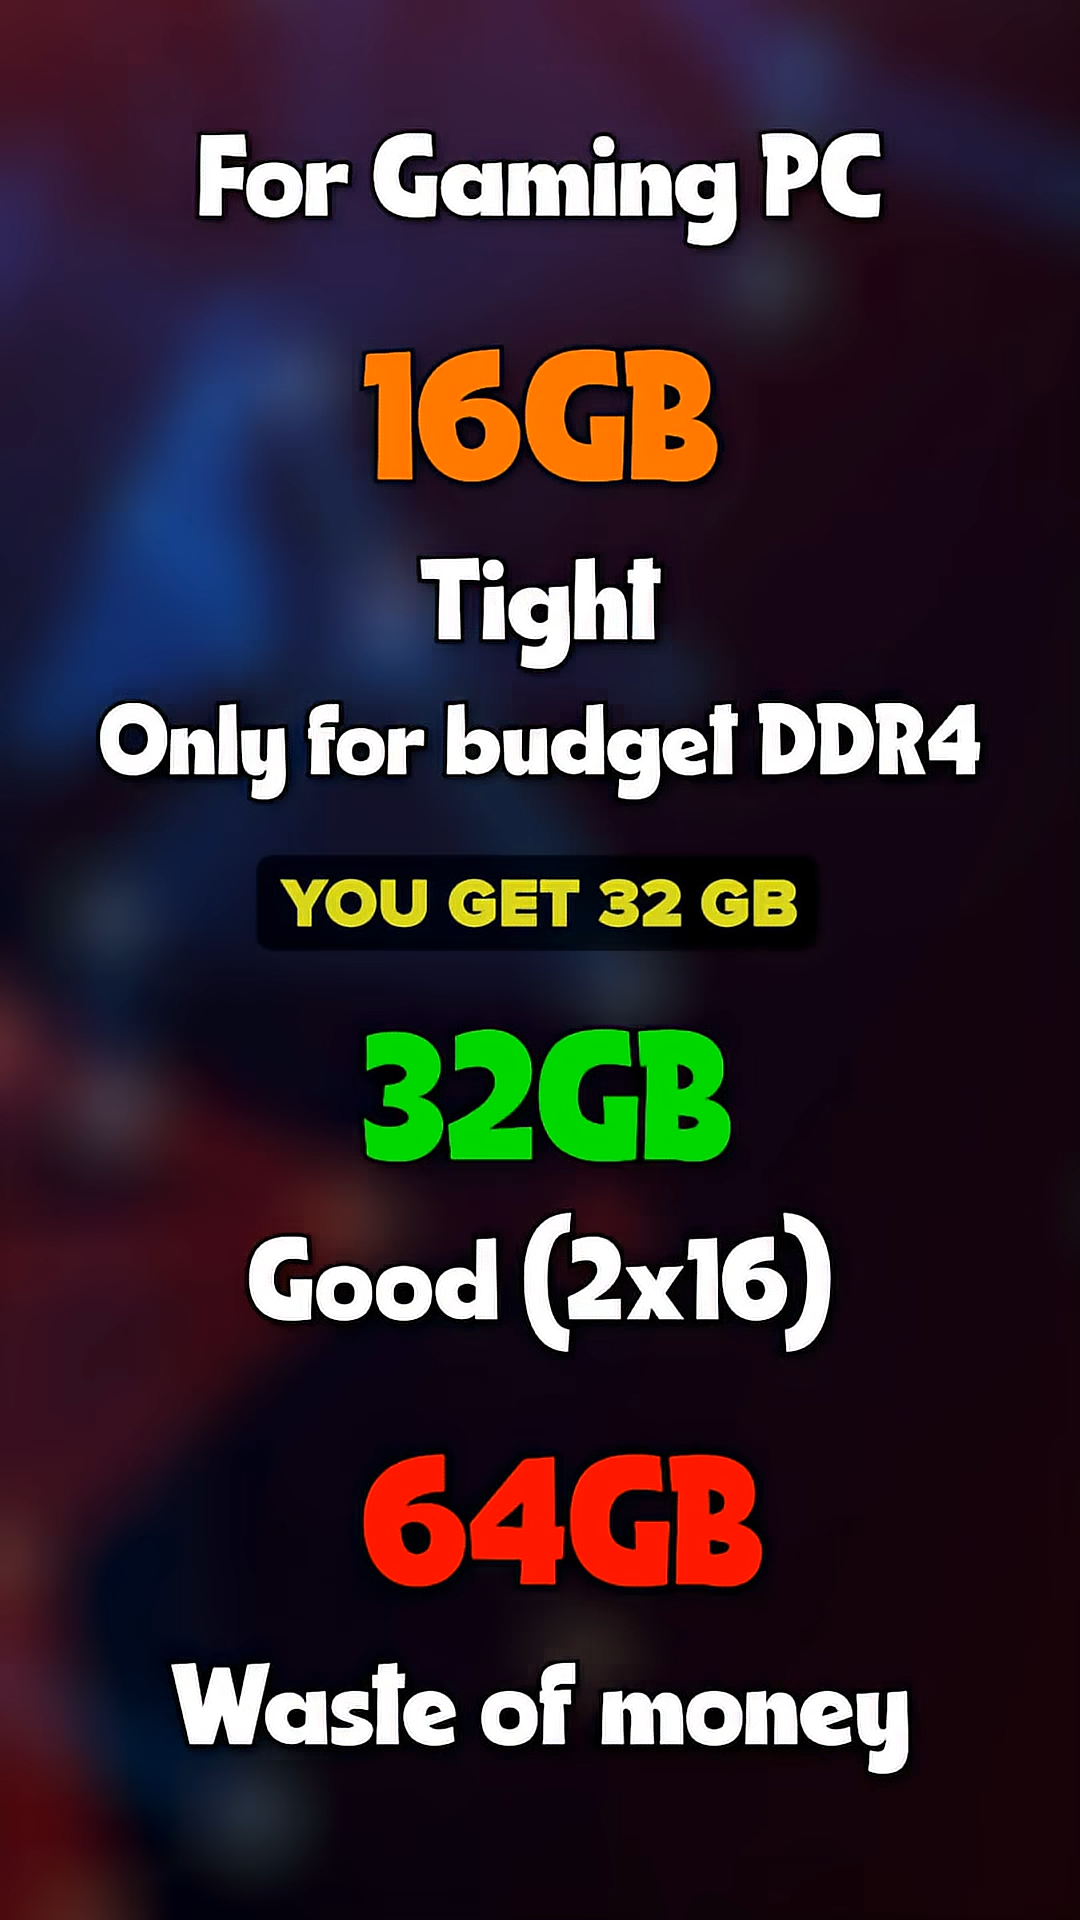 For Gaming PC
16GB
Tight
Only for budget DDR4
YOU GET 32 GB
32GB
Good (2x16)
64GB
Waste of money